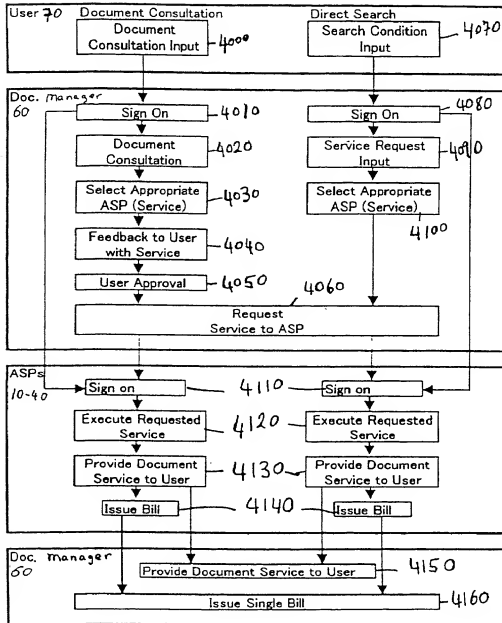 User 70
Document Consultation
Direct Search
Document
Consultation Input
4000
Search Condition
Input
4070
Doc. manager
60
Sign On
4010
Sign On
4080
Document
Consultation
4020
Service Request
Input
4090
Select Appropriate
ASP (Service)
4030
Select Appropriate
ASP (Service)
4100
Feedback to User
with Service
4040
User Approval
4050
4060
Request
Service to ASP
ASPs
10-40
Sign on
4110
Sign on
Execute Requested
Service
4120
Execute Requested
Service
Provide Document
Service to User
4130
Provide Document
Service to User
Issue Bill
4140
Issue Bill
Doc. manager
60
Provide Document Service to User
4150
Issue Single Bill
4160